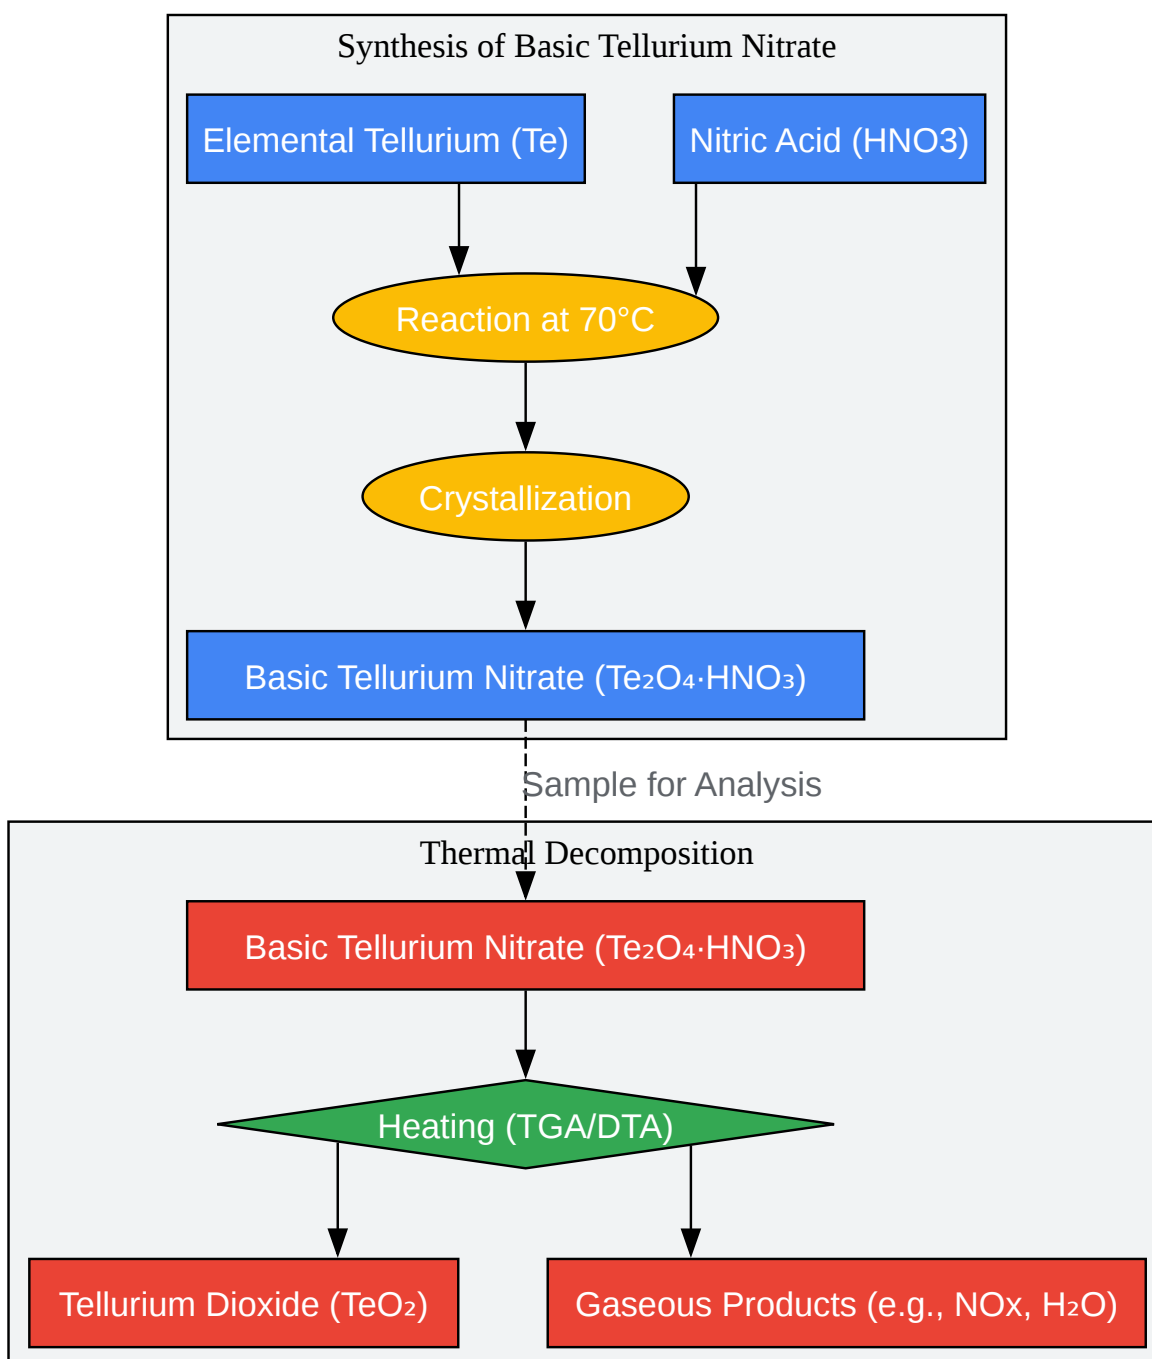 Synthesis of Basic Tellurium Nitrate
Elemental Tellurium (Te)
Nitric Acid (HNO3)
Reaction at 70°C
Crystallization
Basic Tellurium Nitrate (Te₂O₄·HNO₃)
Sample for Analysis
Thermal Decomposition
Basic Tellurium Nitrate (Te₂O₄·HNO₃)
Heating (TGA/DTA)
Tellurium Dioxide (TeO₂)
Gaseous Products (e.g., NOx, H₂O)